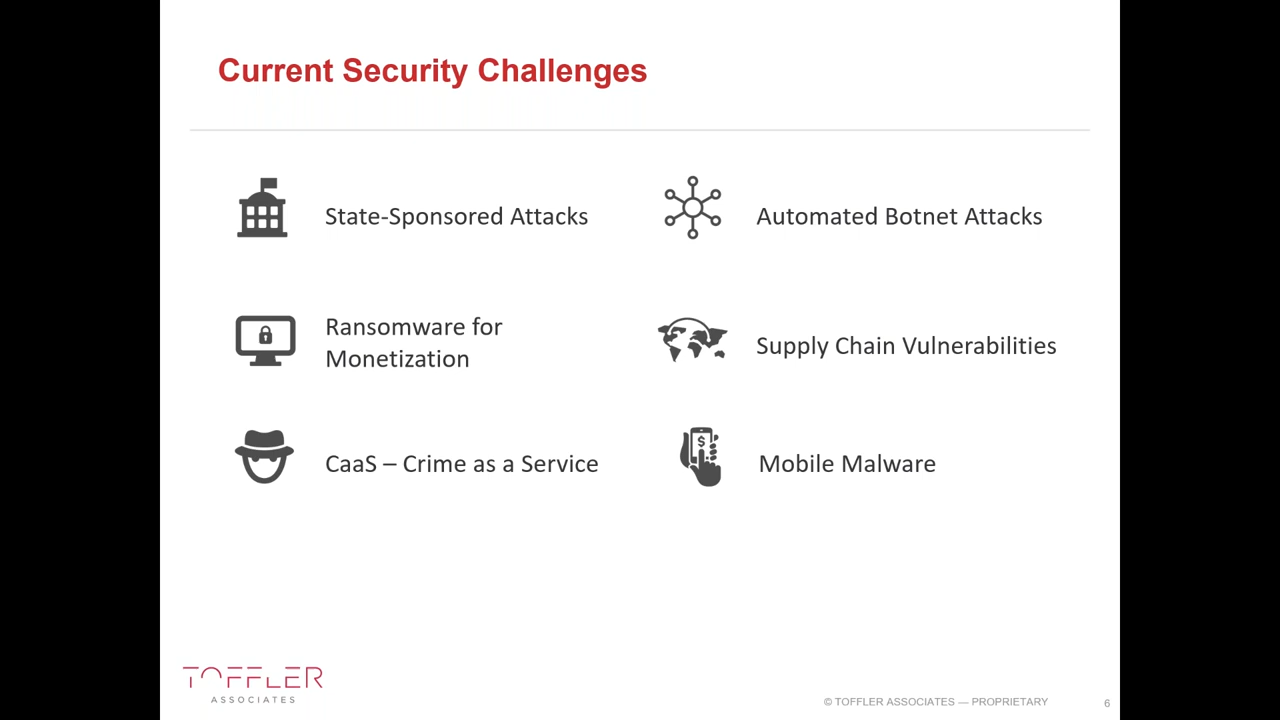 Current Security Challenges
State-Sponsored Attacks
Automated Botnet Attacks
Ransomware for
Monetization
Supply Chain Vulnerabilities
CaaS – Crime as a Service
$
Mobile Malware
TOFFLER
ASSOCIATES
© TOFFLER ASSOCIATES — PROPRIETARY
6